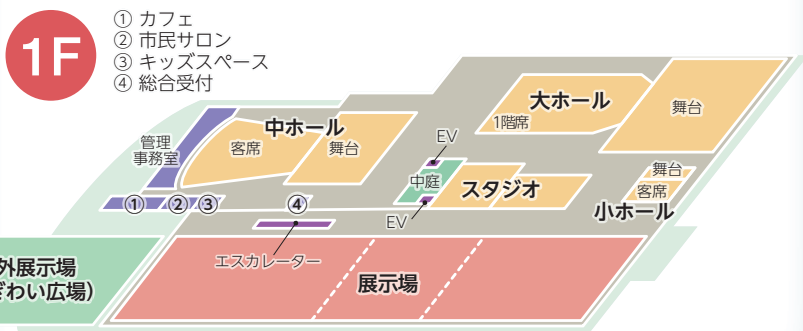 1F
① カフェ
② 市民サロン
③ キッズスペース
④ 総合受付
大ホール
1階席
舞台
中ホール
客席
舞台
管理
事務室
EV
中庭
スタジオ
舞台
客席
小ホール
①
②
③
④
EV
エスカレーター
外展示場
ぎわい広場）
展示場